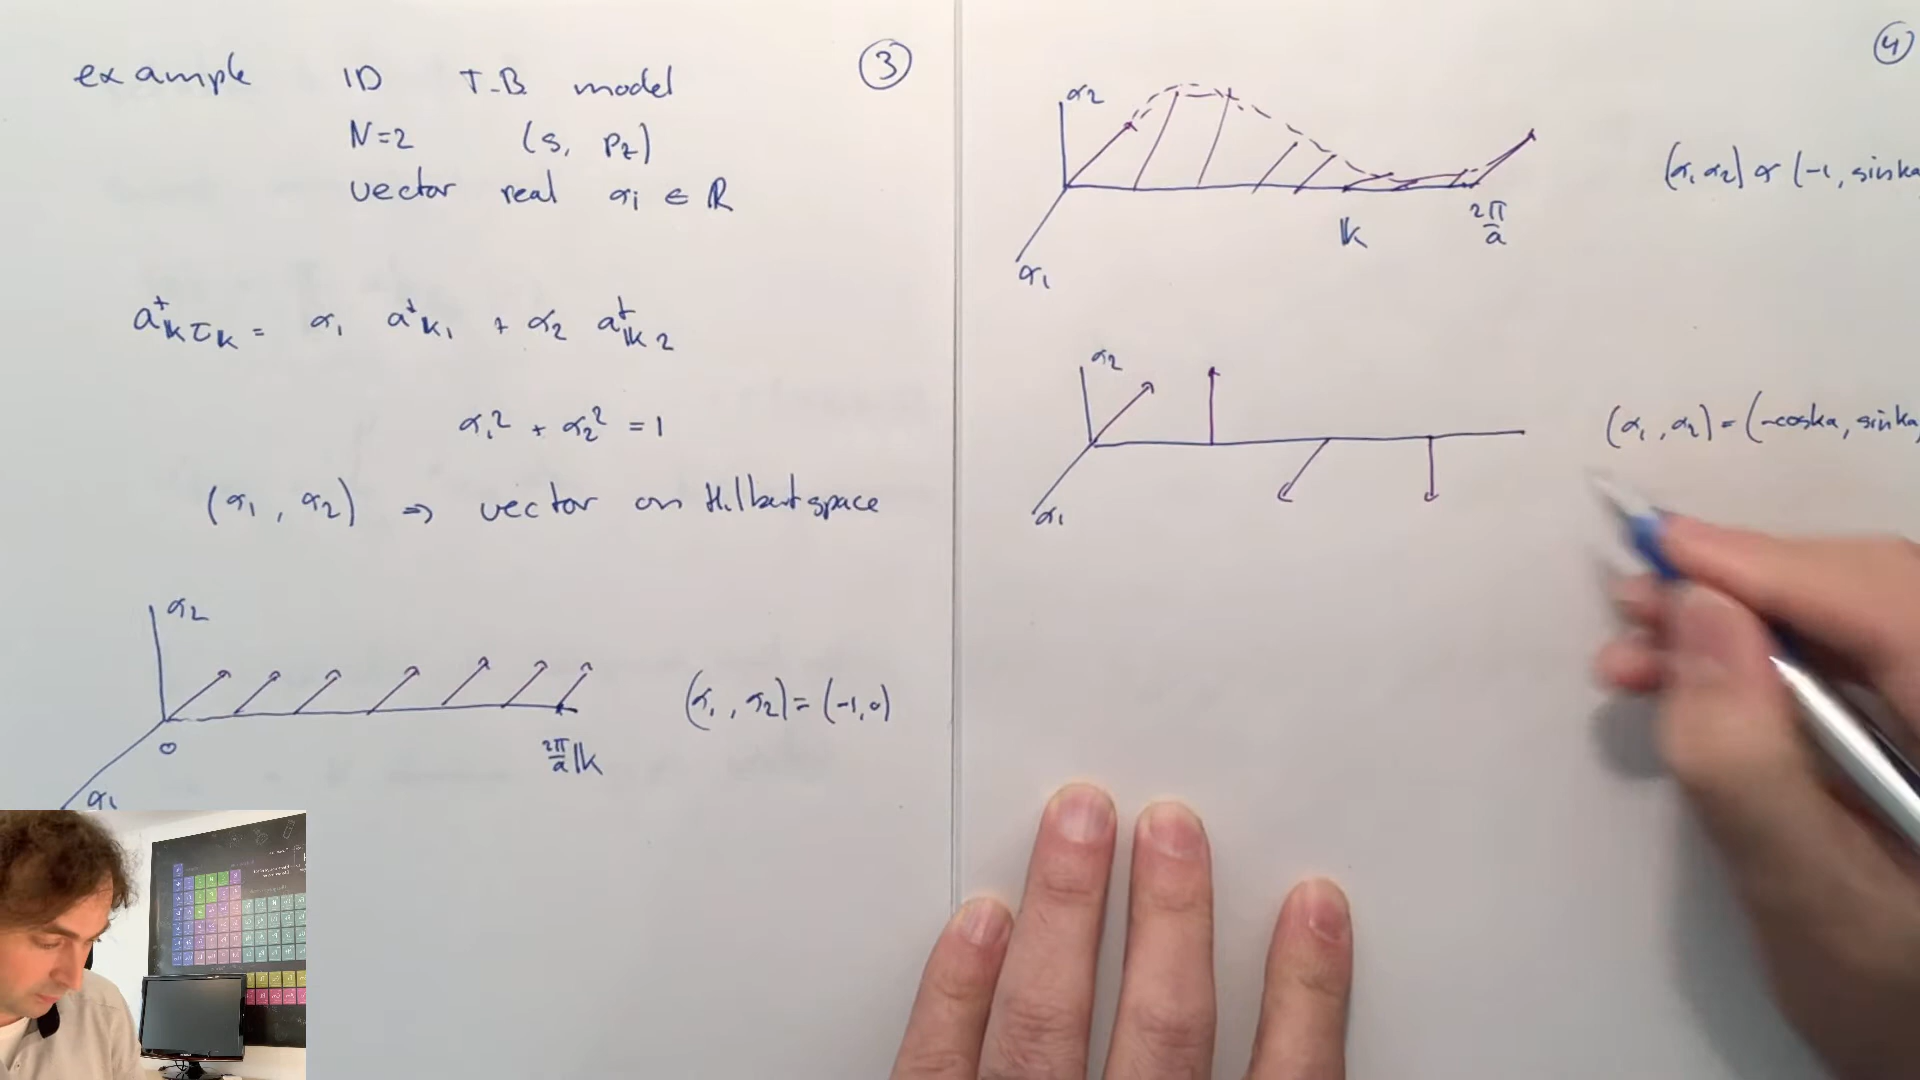 example 1D T-B model ③
N=2 (s, pz)
vector real αi ∈ ℝ
a†𝕜τk = α1 a†k1 + α2 a†𝕜2
α1² + α2² = 1
(α1, α2) ⇒ vector on Hilbert space
α2
0
2π/a 𝕜
α1
(α1, α2) = (-1, 0)
④
α2
𝕜
2π/a
α1
(α1 α2) ∝ (-1, sinka
α2
α1
(α1, α2) = (-coska, sinka)